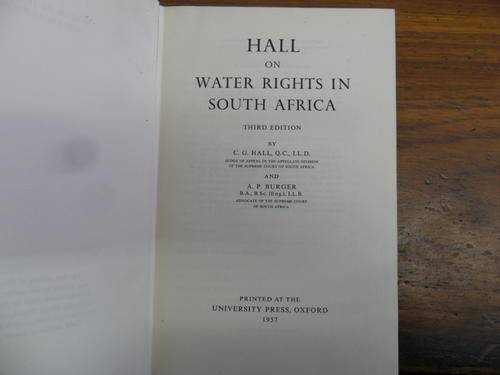 HALL
ON
WATER RIGHTS IN
SOUTH AFRICA
THIRD EDITION
BY
C. G. HALL, Q.C., LL.D.
JUDGE OF APPEAL IN THE APPELLATE DIVISION
OF THE SUPREME COURT OF SOUTH AFRICA
AND
A. P. BURGER
B.A., B.Sc. (Eng.), LL.B.
ADVOCATE OF THE SUPREME COURT
OF SOUTH AFRICA
PRINTED AT THE
UNIVERSITY PRESS, OXFORD
1957